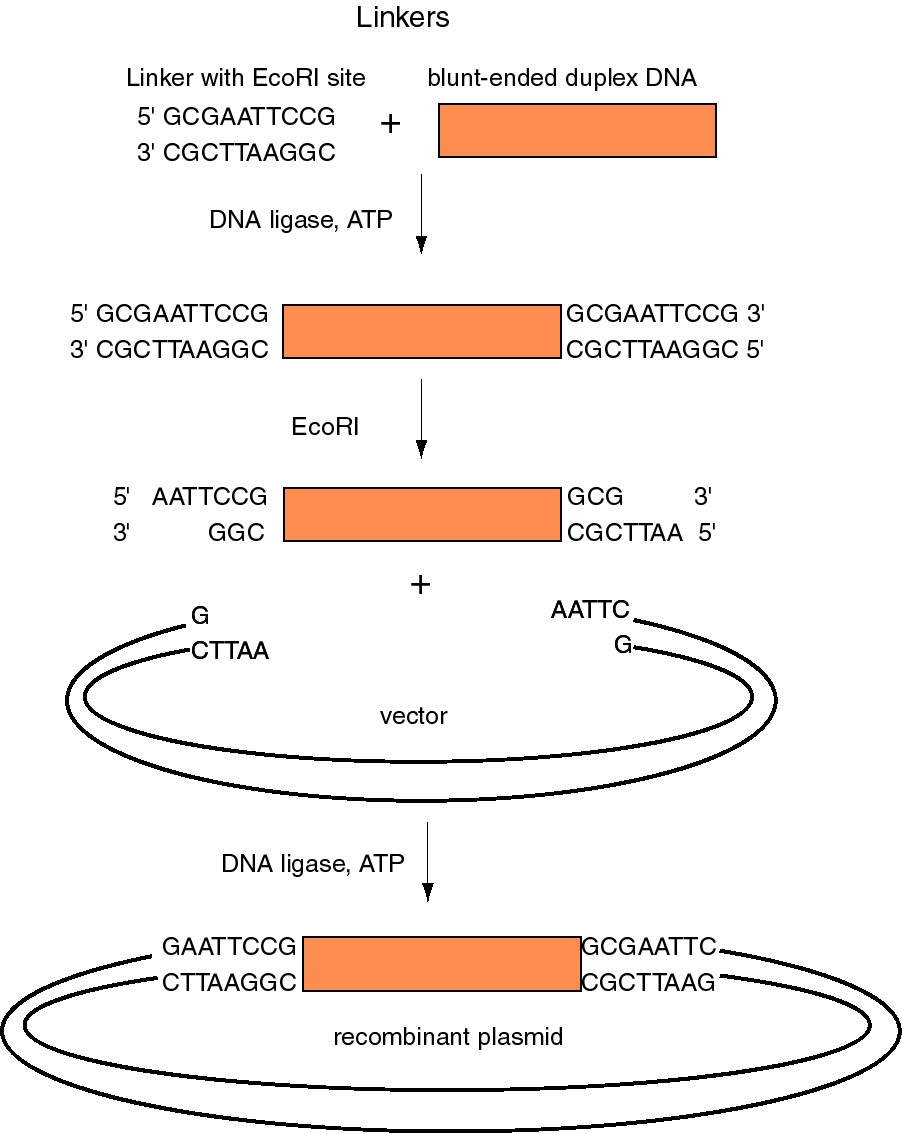 Linkers
Linker with EcoRI site
blunt-ended duplex DNA
5' GCGAATTCCG
3' CGCTTAAGGC
+
DNA ligase, ATP
5' GCGAATTCCG GCGAATTCCG 3'
3' CGCTTAAGGC CGCTTAAGGC 5'
EcoRI
5' AATTCCG GCG 3'
3' GGC CGCTTAA 5'
+
G AATTC
CTTAA G
vector
DNA ligase, ATP
GAATTCCG GCGAATTC
CTTAAGGC CGCTTAAG
recombinant plasmid